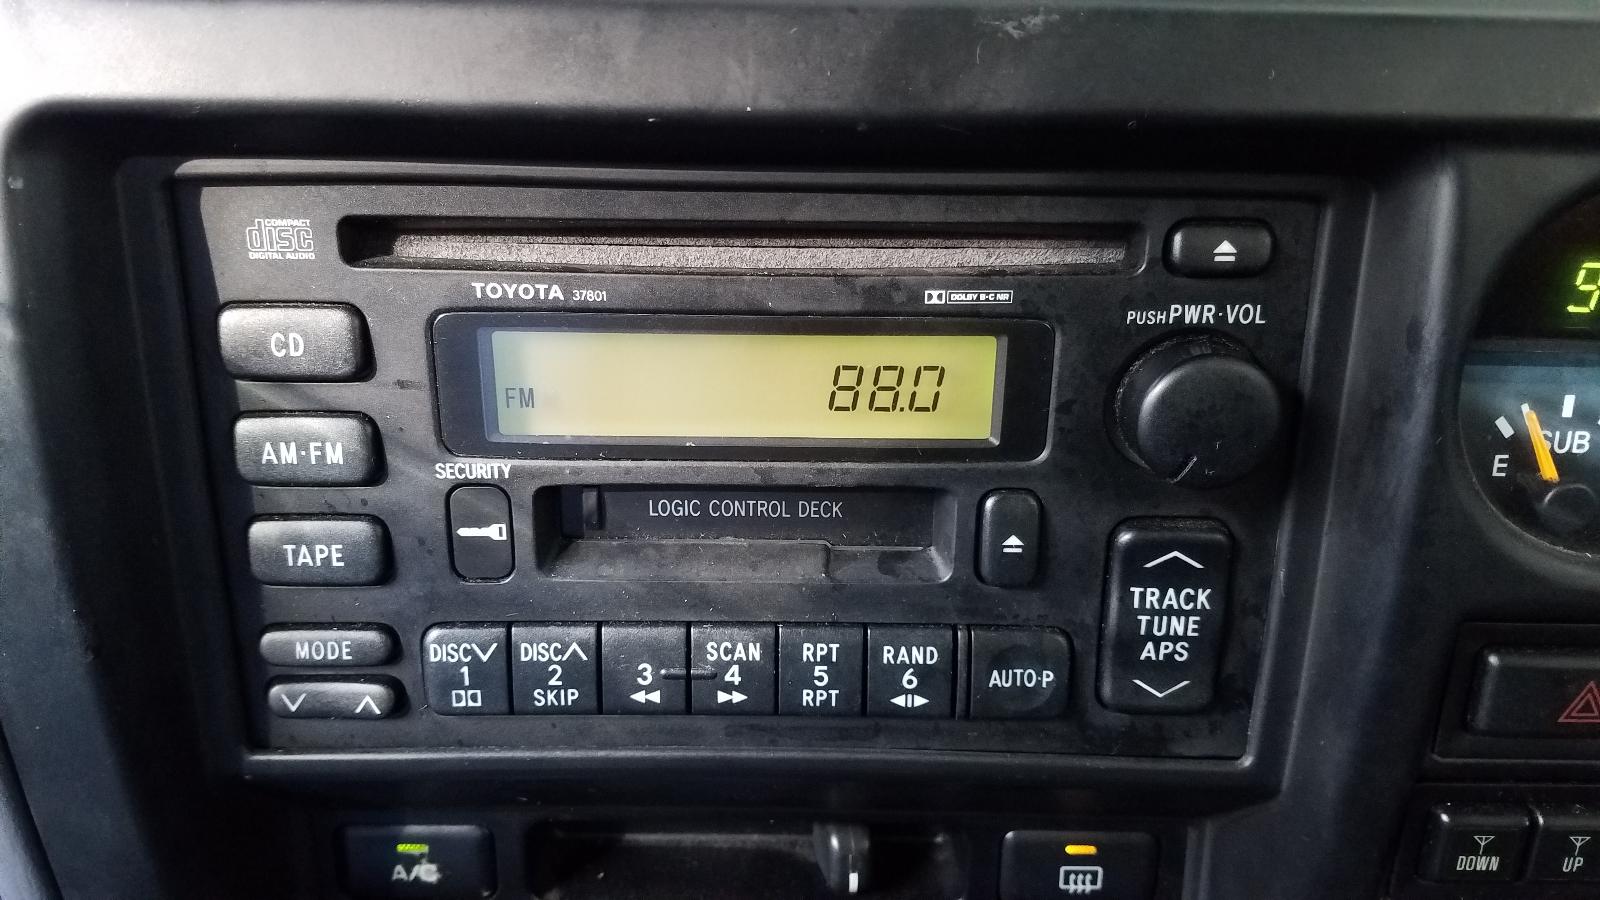 COMPACT
disc
DIGITAL AUDIO
TOYOTA 37801
DOLBY B·C NR
PUSH PWR·VOL
CD
FM 88.0
AM·FM
SECURITY
LOGIC CONTROL DECK
TAPE
TRACK
TUNE
APS
MODE
DISC
1
DISC
2
SKIP
3
SCAN
4
RPT
5
RPT
RAND
6
AUTO·P
E
SUB
A/C
DOWN
UP